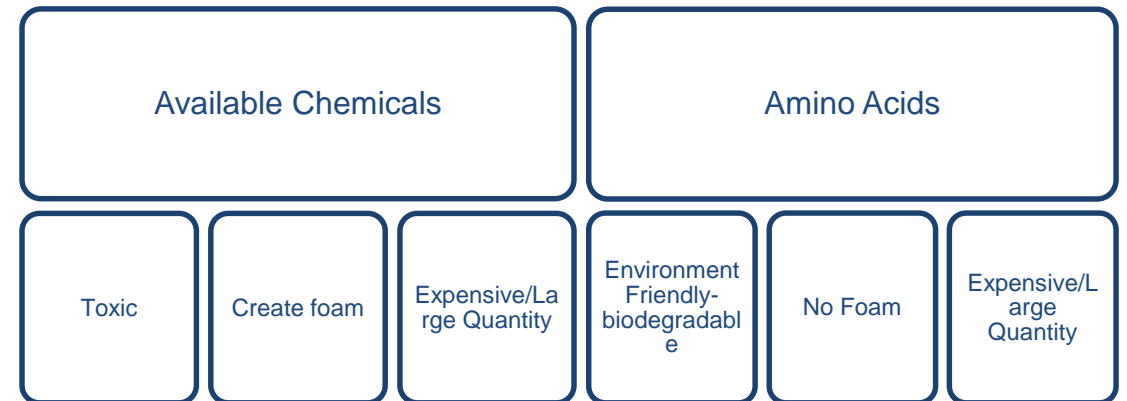 Available Chemicals
Amino Acids
Toxic
Create foam
Expensive/La
rge Quantity
Environment
Friendly-
biodegradabl
e
No Foam
Expensive/L
arge
Quantity